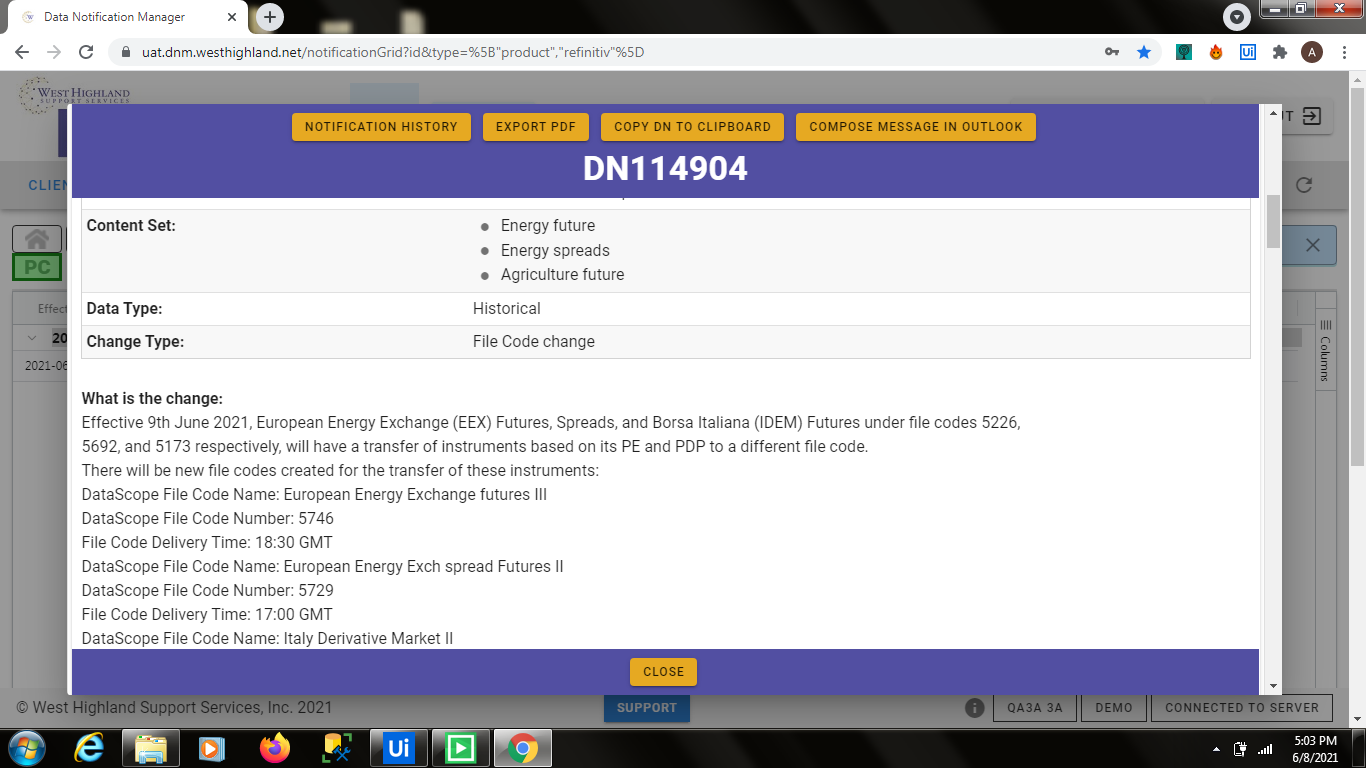 Data Notification Manager
uat.dnm.westhighland.net/notificationGrid?id&type=%5B"product","refinitiv"%5D
Ui
A
WEST HIGHLAND
SUPPORT SERVICES
NOTIFICATION HISTORY
EXPORT PDF
COPY DN TO CLIPBOARD
COMPOSE MESSAGE IN OUTLOOK
DN114904
CLIEN
PC
Effect
20
2021-06
Columns
Content Set:
Energy future
Energy spreads
Agriculture future
Data Type:
Historical
Change Type:
File Code change
What is the change:
Effective 9th June 2021, European Energy Exchange (EEX) Futures, Spreads, and Borsa Italiana (IDEM) Futures under file codes 5226,
5692, and 5173 respectively, will have a transfer of instruments based on its PE and PDP to a different file code.
There will be new file codes created for the transfer of these instruments:
DataScope File Code Name: European Energy Exchange futures III
DataScope File Code Number: 5746
File Code Delivery Time: 18:30 GMT
DataScope File Code Name: European Energy Exch spread Futures II
DataScope File Code Number: 5729
File Code Delivery Time: 17:00 GMT
DataScope File Code Name: Italy Derivative Market II
CLOSE
© West Highland Support Services, Inc. 2021
SUPPORT
QA3A 3A
DEMO
CONNECTED TO SERVER
Ui
5:03 PM
6/8/2021